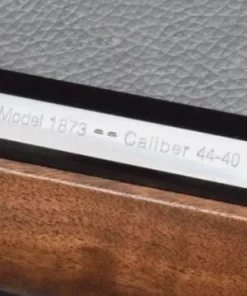 Model 1873 == Caliber 44-40